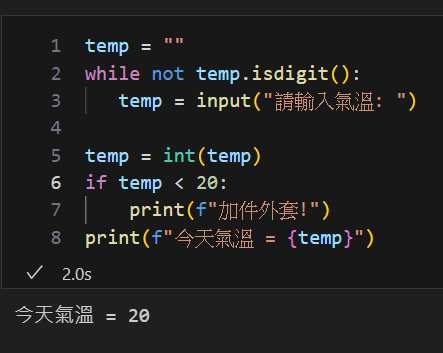 1 temp = ""
2 while not temp.isdigit():
3    temp = input("請輸入氣溫: ")
4
5 temp = int(temp)
6 if temp < 20:
7     print(f"加件外套!")
8 print(f"今天氣溫 = {temp}")
2.0s
今天氣溫 = 20